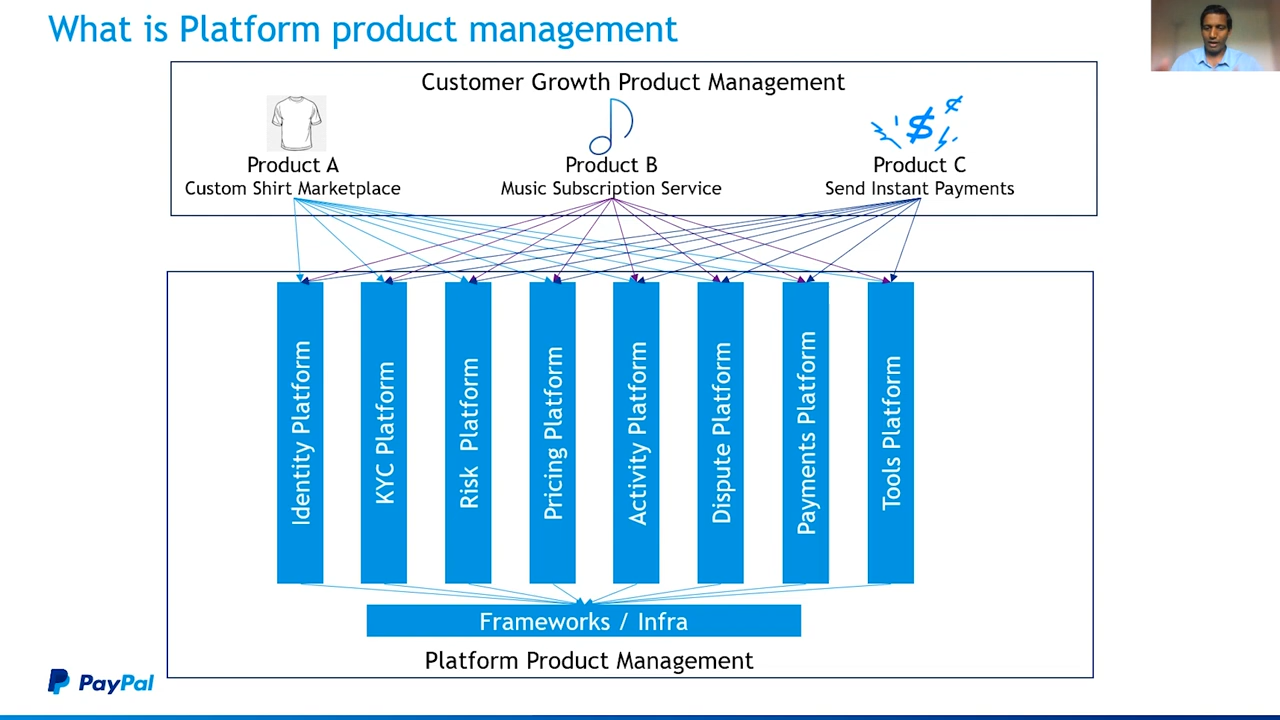 What is Platform product management
Customer Growth Product Management
$
Product A
Product B
Product C
Custom Shirt Marketplace
Music Subscription Service
Send Instant Payments
Identity Platform
KYC Platform
Risk Platform
Pricing Platform
Activity Platform
Dispute Platform
Payments Platform
Tools Platform
Frameworks / Infra
Platform Product Management
PayPal